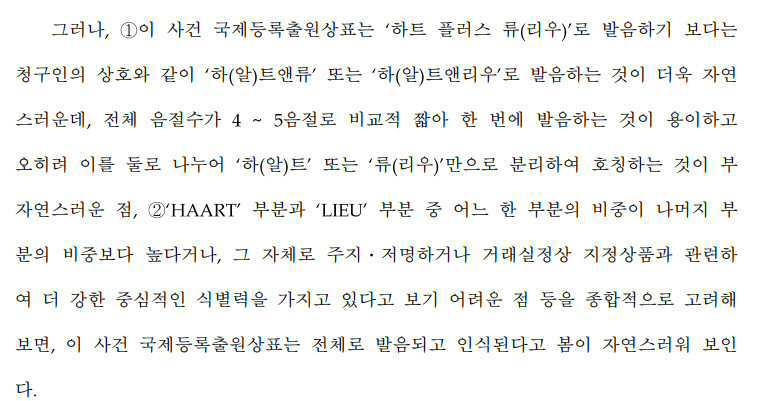 그러나, ①이 사건 국제등록출원상표는 ‘하트 플러스 류(리우)’로 발음하기 보다는
청구인의 상호와 같이 ‘하(알)트앤류’ 또는 ‘하(알)트앤리우’로 발음하는 것이 더욱 자연
스러운데, 전체 음절수가 4 ~ 5음절로 비교적 짧아 한 번에 발음하는 것이 용이하고
오히려 이를 둘로 나누어 ‘하(알)트’ 또는 ‘류(리우)’만으로 분리하여 호칭하는 것이 부
자연스러운 점, ②‘HAART’ 부분과 ‘LIEU’ 부분 중 어느 한 부분의 비중이 나머지 부
분의 비중보다 높다거나, 그 자체로 주지・저명하거나 거래실정상 지정상품과 관련하
여 더 강한 중심적인 식별력을 가지고 있다고 보기 어려운 점 등을 종합적으로 고려해
보면, 이 사건 국제등록출원상표는 전체로 발음되고 인식된다고 봄이 자연스러워 보인
다.